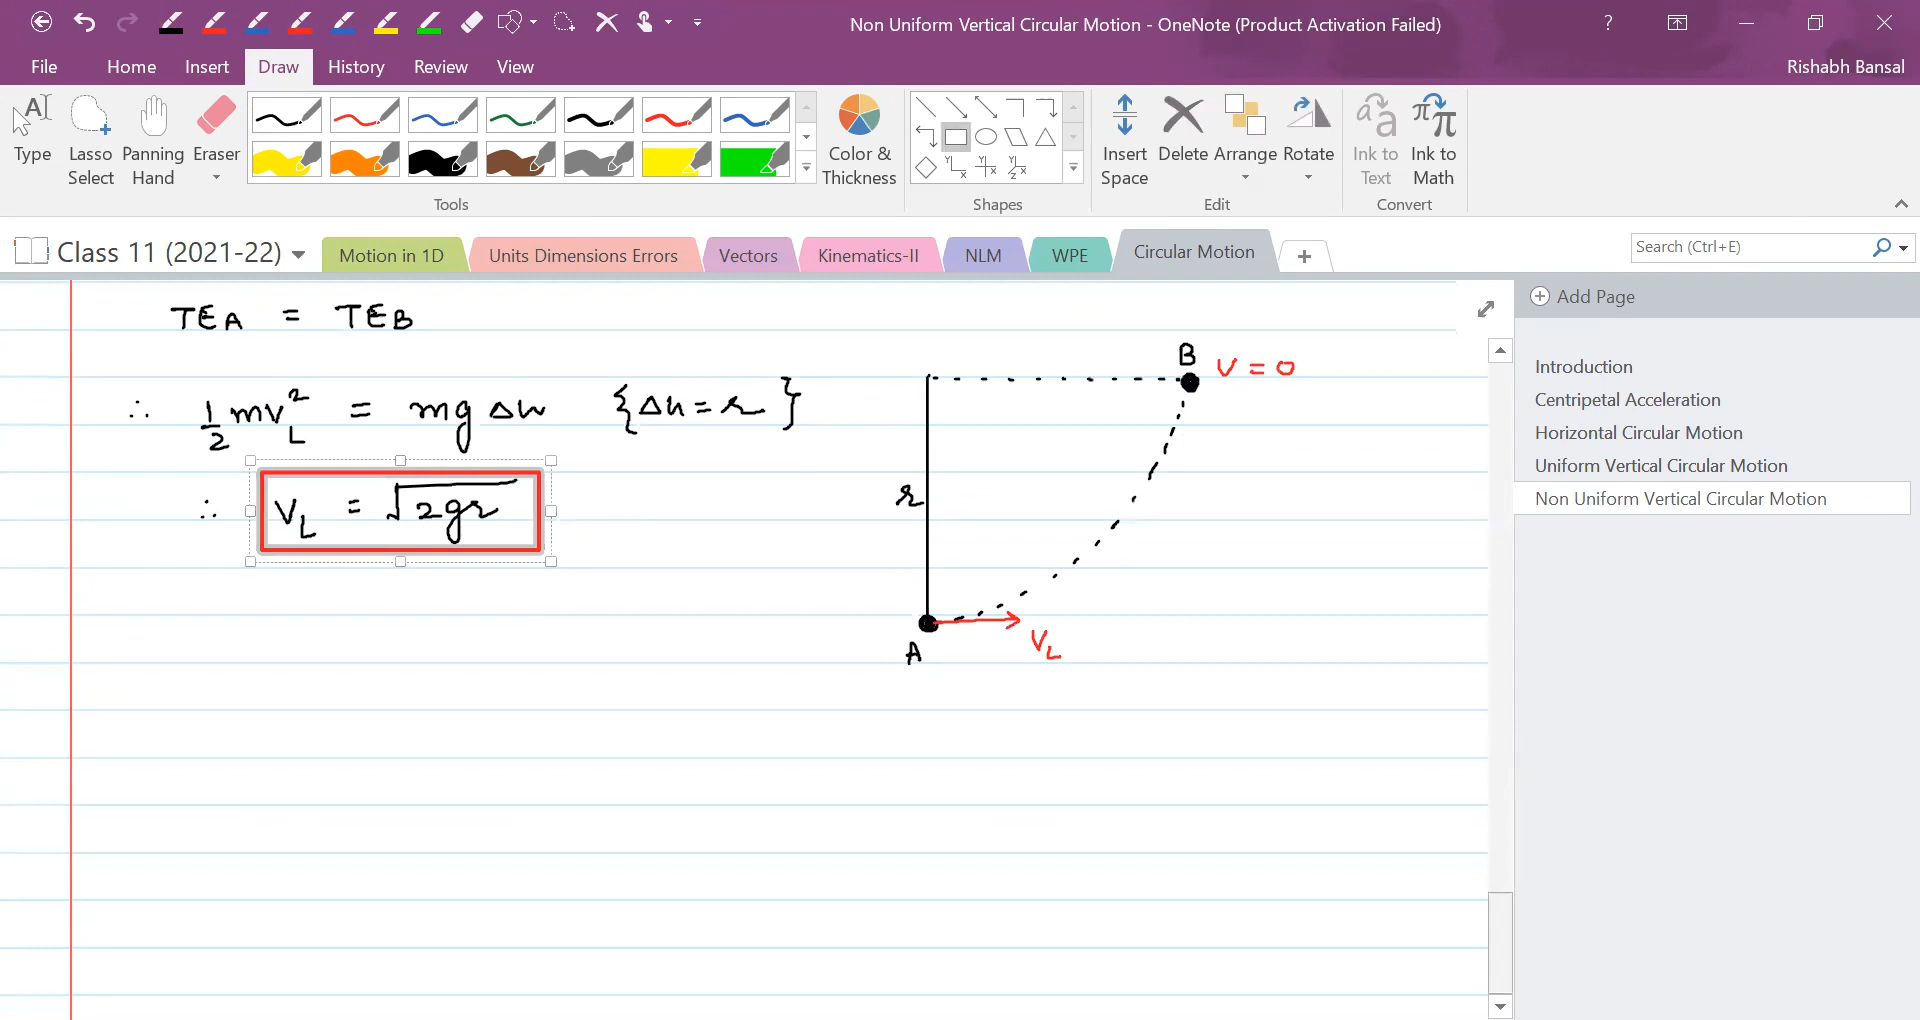 Non Uniform Vertical Circular Motion - OneNote (Product Activation Failed)
?
File Home Insert Draw History Review View
Rishabh Bansal
Type
Lasso Select
Panning Hand
Eraser
Color & Thickness
Insert Space
Delete
Arrange
Rotate
Ink to Text
Ink to Math
Tools
Shapes
Edit
Convert
Class 11 (2021-22)
Motion in 1D
Units Dimensions Errors
Vectors
Kinematics-II
NLM
WPE
Circular Motion
Search (Ctrl+E)
Add Page
Introduction
Centripetal Acceleration
Horizontal Circular Motion
Uniform Vertical Circular Motion
Non Uniform Vertical Circular Motion
TE_A = TE_B
∴ 1/2 mv_L^2 = mg Δh {Δh = r}
∴ V_L = √2gr
B V = 0
r
A V_L